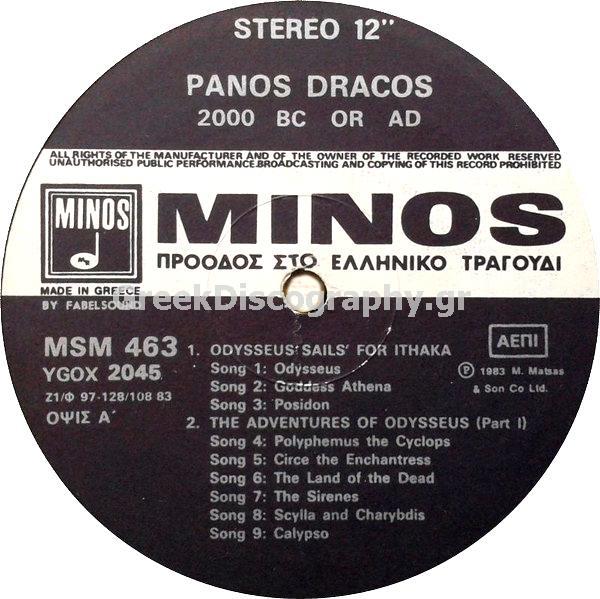 STEREO 12"
PANOS DRACOS
2000 BC OR AD
ALL RIGHTS OF THE MANUFACTURER AND OF THE OWNER OF THE RECORDED WORK RESERVED
UNAUTHORISED PUBLIC PERFORMANCE.BROADCASTING AND COPYING OF THIS RECORD PROHIBITED
MINOS
MINOS
ΠΡΟΟΔΟΣ ΣΤΟ ΕΛΛΗΝΙΚΟ ΤΡΑΓΟΥΔΙ
MADE IN GREECE
BY FABELSOUND
GreekDiscography.gr
MSM 463
YGOX 2045
Ζ1/Φ 97-128/108 83
ΟΨΙΣ Α΄
ΑΕΠΙ
Ⓟ 1983 M. Matsas
& Son Co Ltd.
1. ODYSSEUS 'SAILS' FOR ITHAKA
Song 1: Odysseus
Song 2: Goddess Athena
Song 3: Posidon
2. THE ADVENTURES OF ODYSSEUS (Part I)
Song 4: Polyphemus the Cyclops
Song 5: Circe the Enchantress
Song 6: The Land of the Dead
Song 7: The Sirenes
Song 8: Scylla and Charybdis
Song 9: Calypso